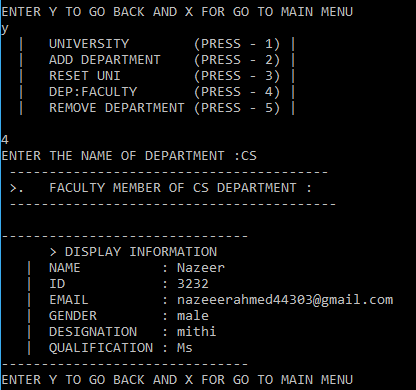 ENTER Y TO GO BACK AND X FOR GO TO MAIN MENU
y
| UNIVERSITY (PRESS - 1) |
| ADD DEPARTMENT (PRESS - 2) |
| RESET UNI (PRESS - 3) |
| DEP:FACULTY (PRESS - 4) |
| REMOVE DEPARTMENT (PRESS - 5) |
4
ENTER THE NAME OF DEPARTMENT :CS
----------------------------------------
>. FACULTY MEMBER OF CS DEPARTMENT :
-----------------------------------------
-------------------------------
> DISPLAY INFORMATION
| NAME : Nazeer
| ID : 3232
| EMAIL : nazeeerahmed44303@gmail.com
| GENDER : male
| DESIGNATION : mithi
| QUALIFICATION : Ms
-------------------------------
ENTER Y TO GO BACK AND X FOR GO TO MAIN MENU